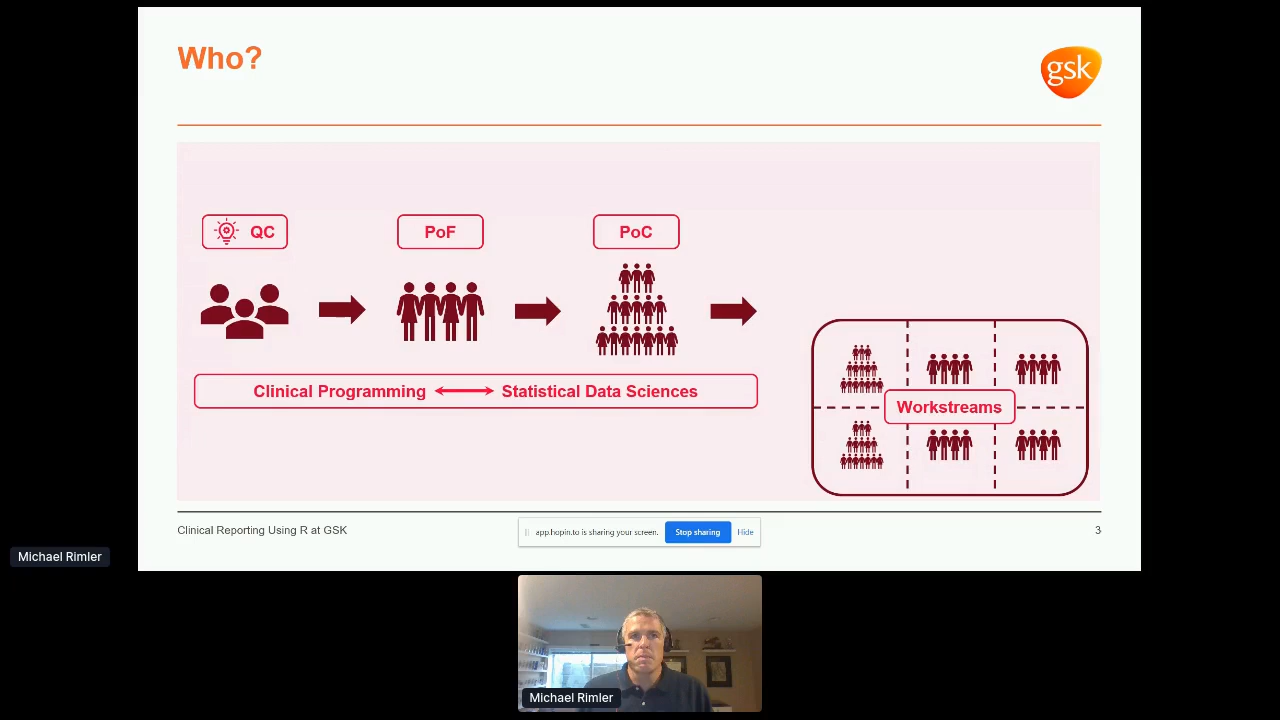 Who?
gsk
QC
PoF
PoC
Clinical Programming
Statistical Data Sciences
Workstreams
Clinical Reporting Using R at GSK
app.hopin.to is sharing your screen.
Stop sharing
Hide
3
Michael Rimler
Michael Rimler